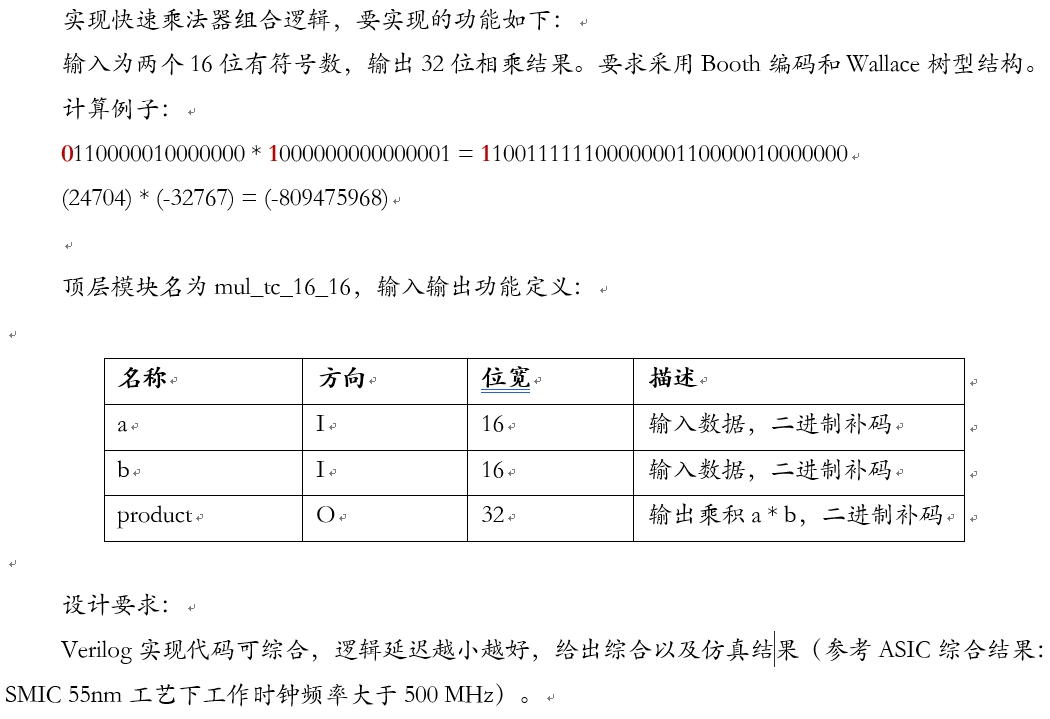 实现快速乘法器组合逻辑，要实现的功能如下：
输入为两个 16 位有符号数，输出 32 位相乘结果。要求采用 Booth 编码和 Wallace 树型结构。
计算例子：
0110000010000000 * 1000000000000001 = 11001111110000000110000010000000
(24704) * (-32767) = (-809475968)
顶层模块名为 mul_tc_16_16，输入输出功能定义：
名称 方向 位宽 描述
a I 16 输入数据，二进制补码
b I 16 输入数据，二进制补码
product O 32 输出乘积 a * b，二进制补码
设计要求：
Verilog 实现代码可综合，逻辑延迟越小越好，给出综合以及仿真结果（参考 ASIC 综合结果：
SMIC 55nm 工艺下工作时钟频率大于 500 MHz）。